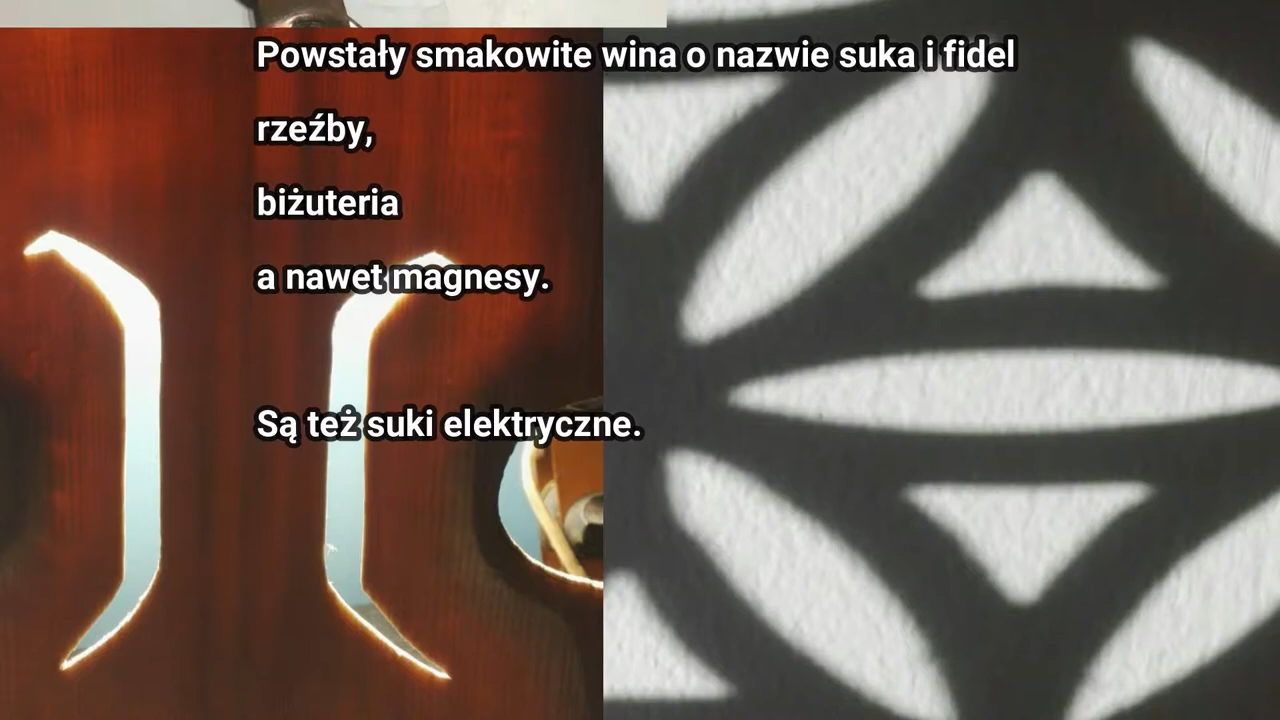 Powstały smakowite wina o nazwie suka i fidel
rzeźby,
biżuteria
a nawet magnesy.
Są też suki elektryczne.